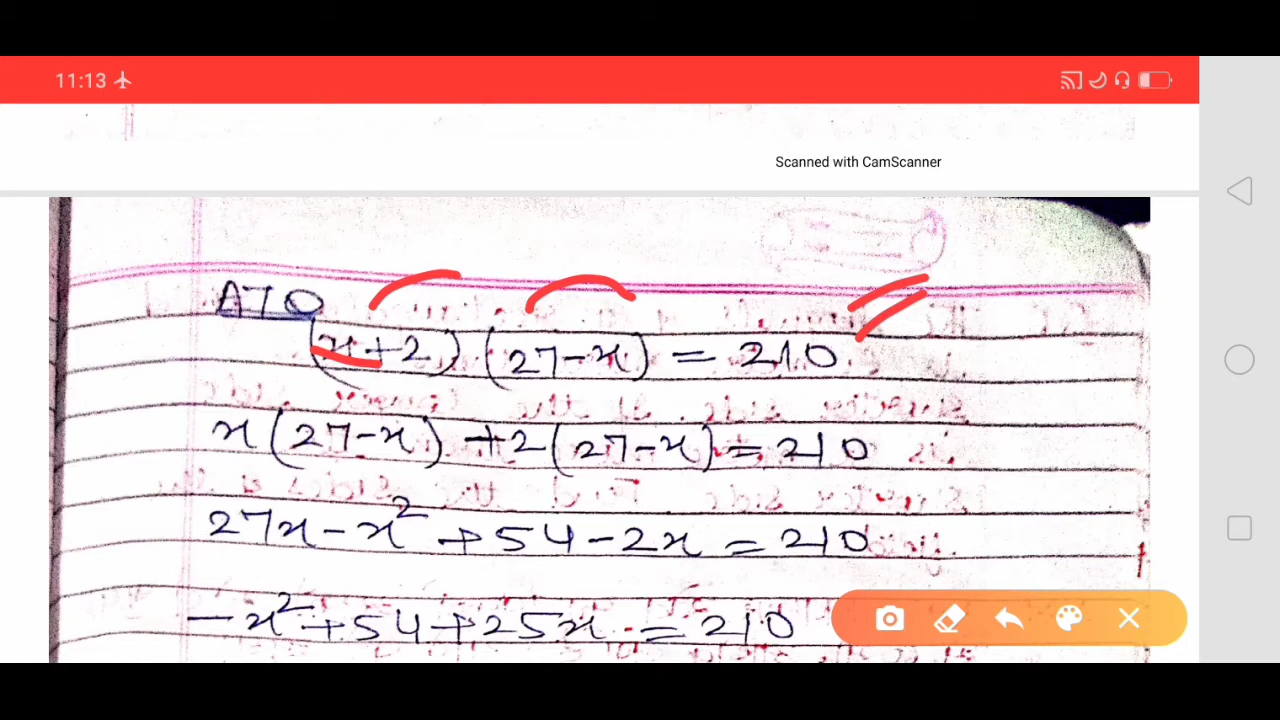 11:13
Scanned with CamScanner
ATQ
(x+2) (27-x) = 210
x(27-x) +2(27-x) = 210
27x-x²+54-2x = 210
-x²+54+25x = 210